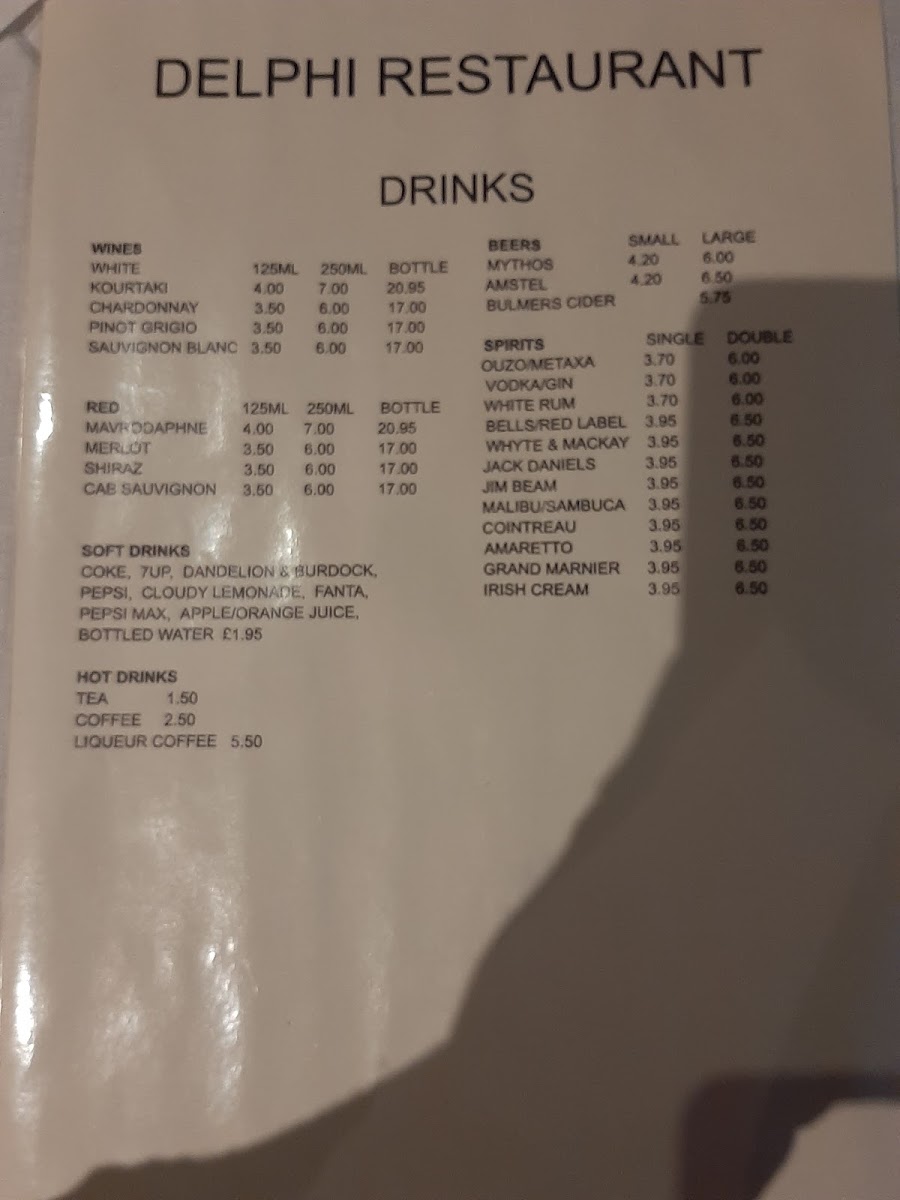 DELPHI RESTAURANT
DRINKS
WINES
WHITE 125ML 250ML BOTTLE
KOURTAKI 4.00 7.00 20.95
CHARDONNAY 3.50 6.00 17.00
PINOT GRIGIO 3.50 6.00 17.00
SAUVIGNON BLANC 3.50 6.00 17.00
RED 125ML 250ML BOTTLE
MAVRODAPHNE 4.00 7.00 20.95
MERLOT 3.50 6.00 17.00
SHIRAZ 3.50 6.00 17.00
CAB SAUVIGNON 3.50 6.00 17.00
SOFT DRINKS
COKE, 7UP, DANDELION & BURDOCK,
PEPSI, CLOUDY LEMONADE, FANTA,
PEPSI MAX, APPLE/ORANGE JUICE,
BOTTLED WATER £1.95
HOT DRINKS
TEA 1.50
COFFEE 2.50
LIQUEUR COFFEE 5.50
BEERS SMALL LARGE
MYTHOS 4.20 6.00
AMSTEL 4.20 6.50
BULMERS CIDER 5.75
SPIRITS SINGLE DOUBLE
OUZO/METAXA 3.70 6.00
VODKA/GIN 3.70 6.00
WHITE RUM 3.70 6.00
BELLS/RED LABEL 3.95 6.50
WHYTE & MACKAY 3.95 6.50
JACK DANIELS 3.95 6.50
JIM BEAM 3.95 6.50
MALIBU/SAMBUCA 3.95 6.50
COINTREAU 3.95 6.50
AMARETTO 3.95 6.50
GRAND MARNIER 3.95 6.50
IRISH CREAM 3.95 6.50